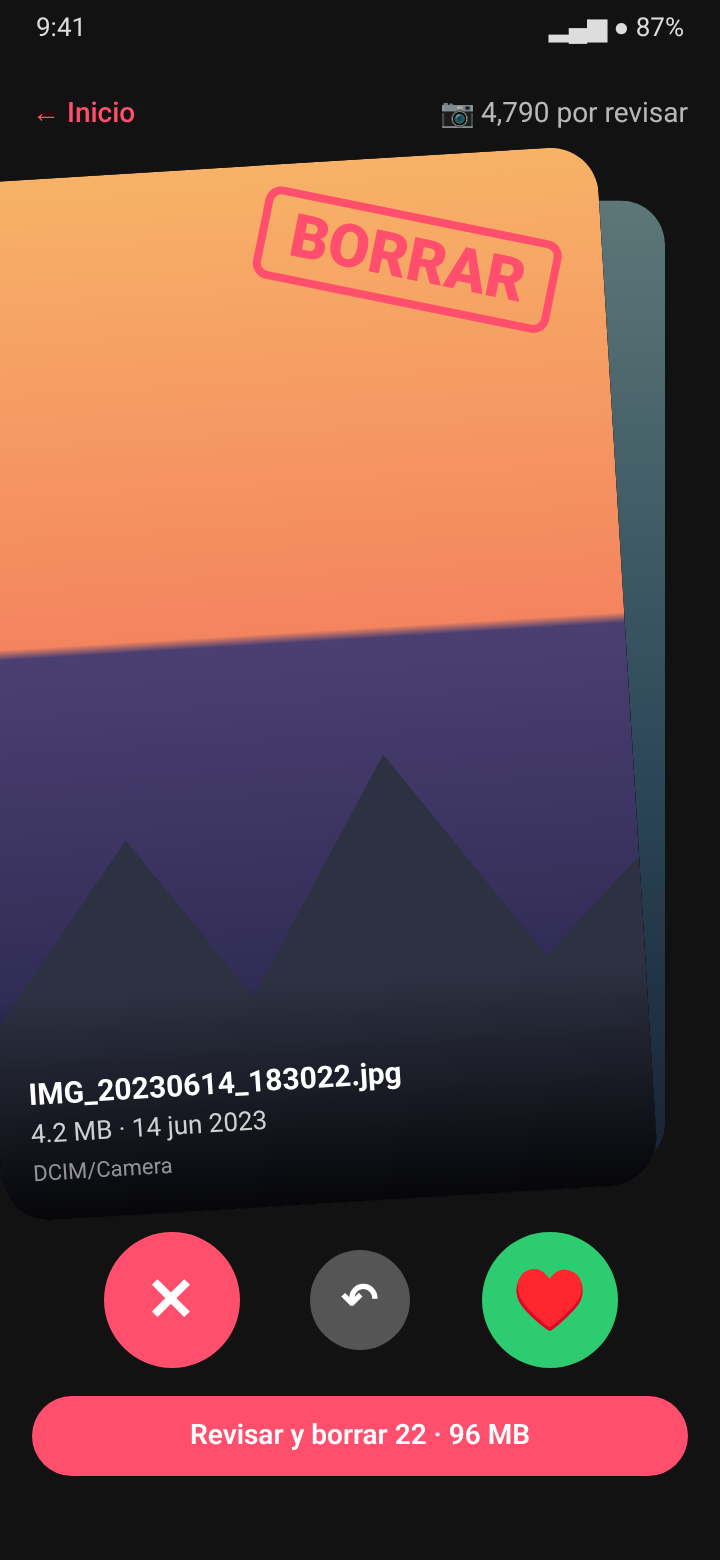 9:41
87%
← Inicio
4,790 por revisar
BORRAR
IMG_20230614_183022.jpg
4.2 MB · 14 jun 2023
DCIM/Camera
Revisar y borrar 22 · 96 MB